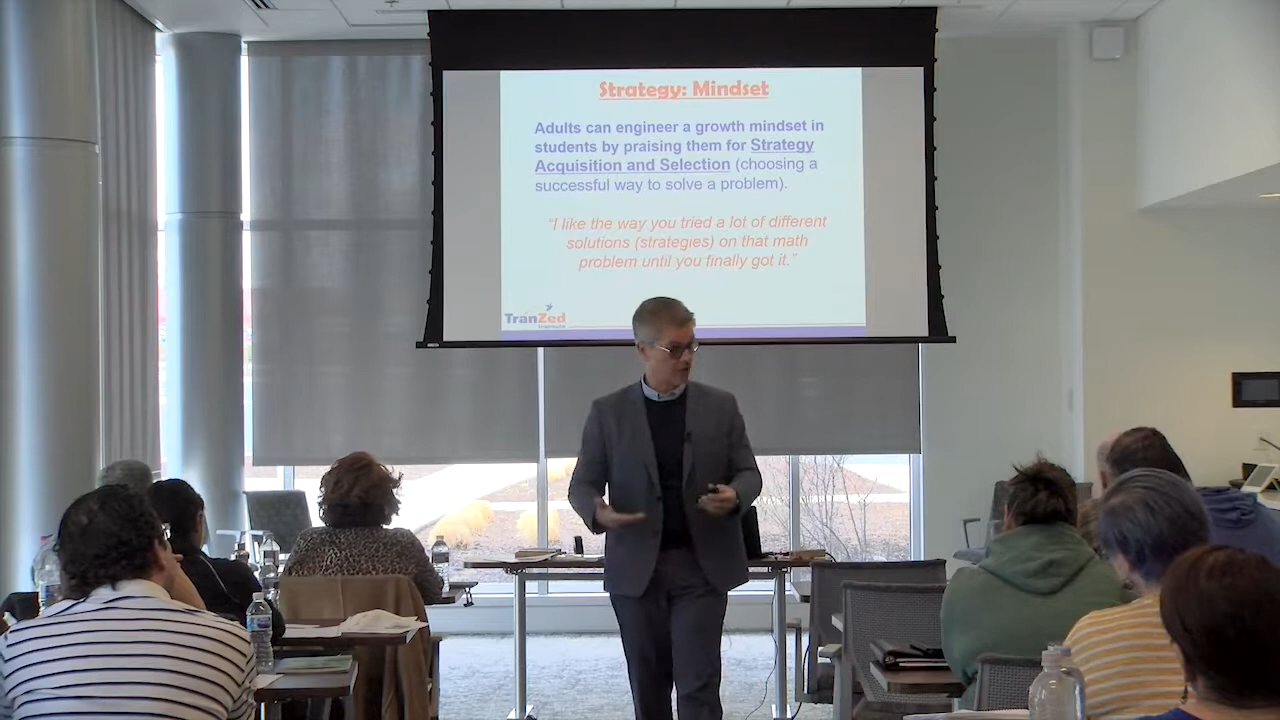 Strategy: Mindset
Adults can engineer a growth mindset in
students by praising them for Strategy
Acquisition and Selection (choosing a
successful way to solve a problem).
“I like the way you tried a lot of different
solutions (strategies) on that math
problem until you finally got it.”
TranZed
Institute